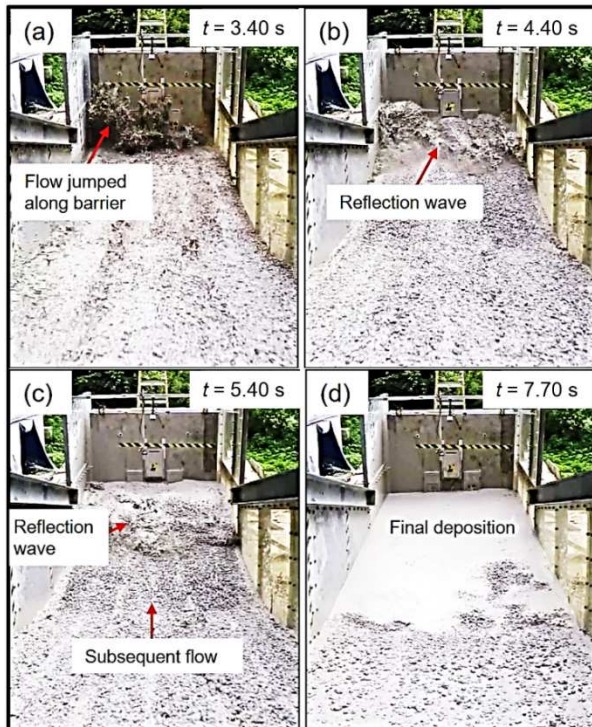 (a)
t = 3.40 s
Flow jumped
along barrier
(b)
t = 4.40 s
Reflection wave
(c)
t = 5.40 s
Reflection
wave
Subsequent flow
(d)
t = 7.70 s
Final deposition